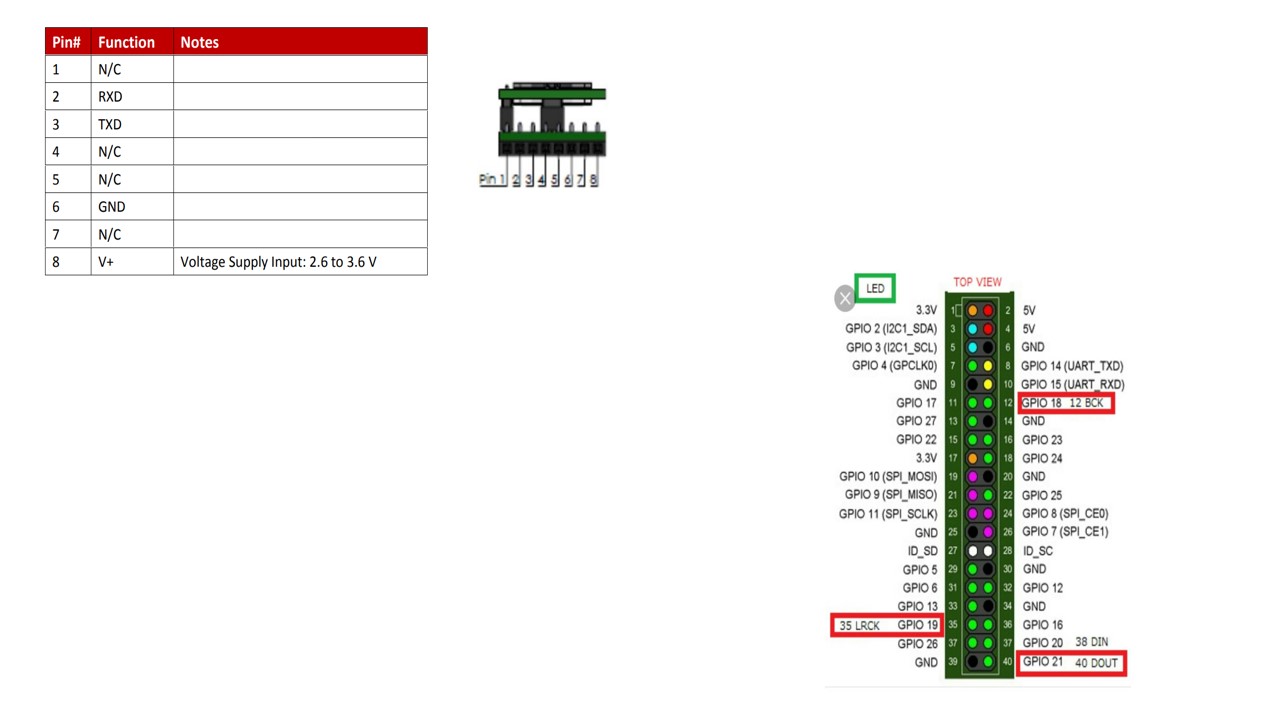 Pin# Function Notes
1 N/C
2 RXD
3 TXD
4 N/C
5 N/C
6 GND
7 N/C
8 V+ Voltage Supply Input: 2.6 to 3.6 V
Pin 1 2 3 4 5 6 7 8
LED TOP VIEW
3.3V 1 2 5V
GPIO 2 (I2C1_SDA) 3 4 5V
GPIO 3 (I2C1_SCL) 5 6 GND
GPIO 4 (GPCLK0) 7 8 GPIO 14 (UART_TXD)
GND 9 10 GPIO 15 (UART_RXD)
GPIO 17 11 12 GPIO 18 12 BCK
GPIO 27 13 14 GND
GPIO 22 15 16 GPIO 23
3.3V 17 18 GPIO 24
GPIO 10 (SPI_MOSI) 19 20 GND
GPIO 9 (SPI_MISO) 21 22 GPIO 25
GPIO 11 (SPI_SCLK) 23 24 GPIO 8 (SPI_CE0)
GND 25 26 GPIO 7 (SPI_CE1)
ID_SD 27 28 ID_SC
GPIO 5 29 30 GND
GPIO 6 31 32 GPIO 12
GPIO 13 33 34 GND
35 LRCK GPIO 19 35 36 GPIO 16
GPIO 26 37 37 GPIO 20 38 DIN
GND 39 40 GPIO 21 40 DOUT